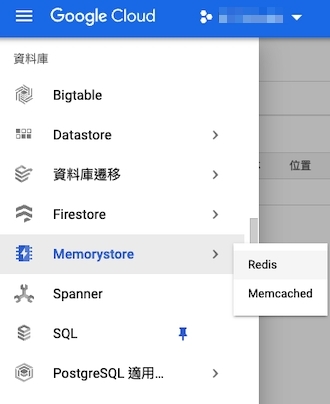 Google Cloud
資料庫
Bigtable
Datastore
資料庫遷移
位置
Firestore
Memorystore
Redis
Memcached
Spanner
SQL
PostgreSQL 適用...